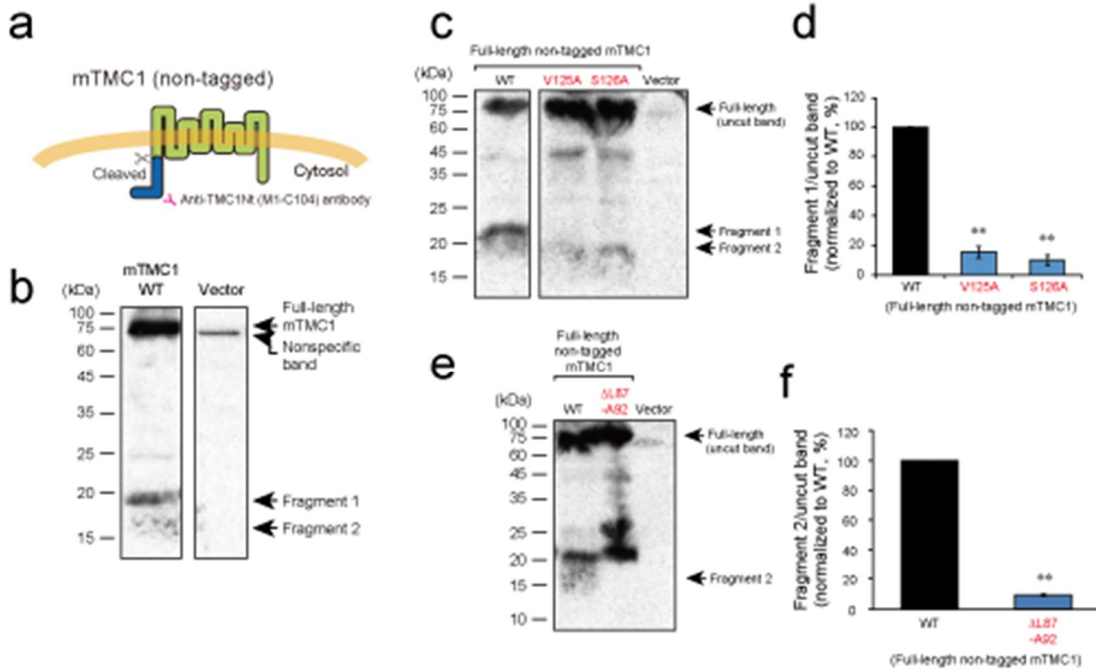 a
mTMC1 (non-tagged)
Cleaved
Cytosol
Anti-TMC1Nt (M1-C104) antibody
b
mTMC1
(kDa)
WT
Vector
100
75
60
45
35
25
20
15
Full-length
mTMC1
Nonspecific
band
Fragment 1
Fragment 2
c
Full-length non-tagged mTMC1
(kDa)
WT
V125A
S126A
Vector
100
75
60
45
35
25
20
15
Full-length
(uncut band)
Fragment 1
Fragment 2
d
Fragment 1/uncut band
(normalized to WT, %)
120
100
80
60
40
20
0
**
**
WT
V125A
S126A
(Full-length non-tagged mTMC1)
e
Full-length
non-tagged
mTMC1
(kDa)
WT
ΔL87
-A92
Vector
100
75
60
45
35
25
20
15
10
Full-length
(uncut band)
Fragment 2
f
Fragment 2/uncut band
(normalized to WT, %)
120
100
80
60
40
20
0
**
WT
ΔL87
-A92
(Full-length non-tagged mTMC1)